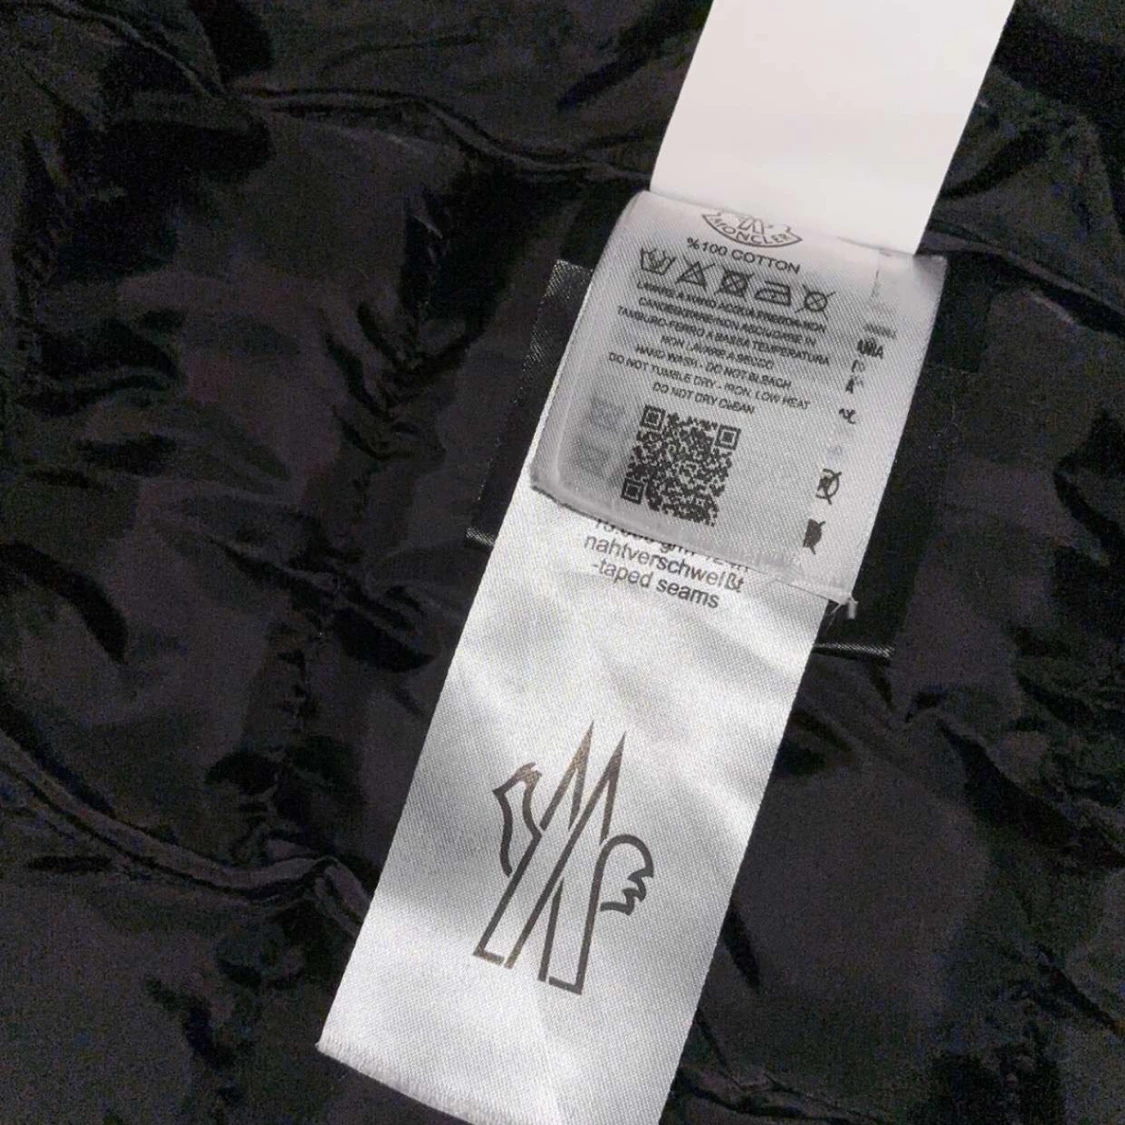 MONCLER
%100 COTTON
LAVARE A MANO ACQUA FREDDA-NON
CANDEGGIARE-NON ASCIUGARE IN
TAMBURO-FERRO A BASSA TEMPERATURA
NON LAVARE A SECCO
HAND WASH - DO NOT BLEACH
DO NOT TUMBLE DRY - IRON, LOW HEAT
DO NOT DRY CLEAN
nahtverschweißt
-taped seams